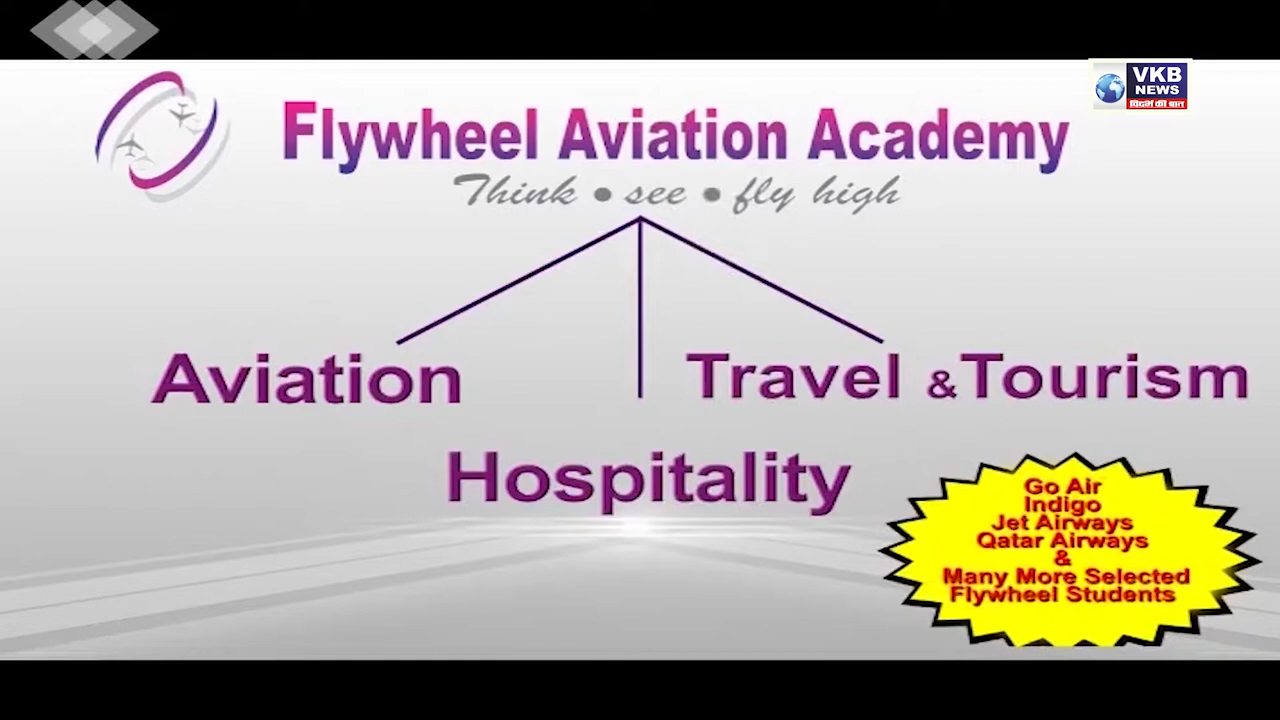 VKB
NEWS
विदर्भ की बात
Flywheel Aviation Academy
Think • see • fly high
Aviation
Travel & Tourism
Hospitality
Go Air
Indigo
Jet Airways
Qatar Airways
&
Many More Selected
Flywheel Students